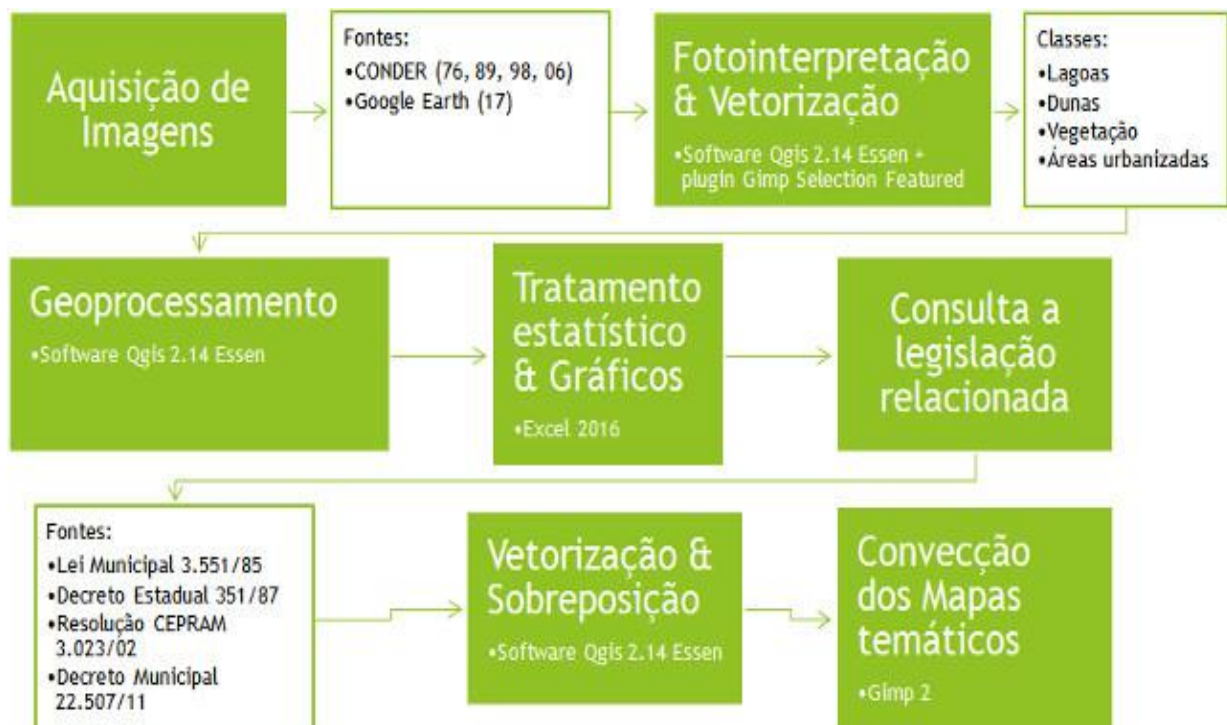 Aquisição de
Imagens
Fontes:
•CONDER (76, 89, 98, 06)
•Google Earth (17)
Fotointerpretação
& Vetorização
•Software Qgis 2.14 Essen +
plugin Gimp Selection Featured
Classes:
•Lagoas
•Dunas
•Vegetação
•Áreas urbanizadas
Geoprocessamento
•Software Qgis 2.14 Essen
Tratamento
estatístico
& Gráficos
•Excel 2016
Consulta a
legislação
relacionada
Fontes:
•Lei Municipal 3.551/85
•Decreto Estadual 351/87
•Resolução CEPRAM
3.023/02
•Decreto Municipal
22.507/11
Vetorização &
Sobreposição
•Software Qgis 2.14 Essen
Convecção
dos Mapas
temáticos
•Gimp 2